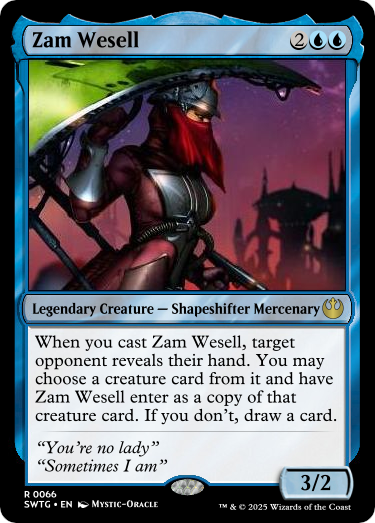 Zam Wesell 2
Legendary Creature — Shapeshifter Mercenary
When you cast Zam Wesell, target
opponent reveals their hand. You may
choose a creature card from it and have
Zam Wesell enter as a copy of that
creature card. If you don't, draw a card.
“You're no lady”
“Sometimes I am”
3/2
R 0066
SWTG • EN Mystic-Oracle
™ & © 2025 Wizards of the Coast